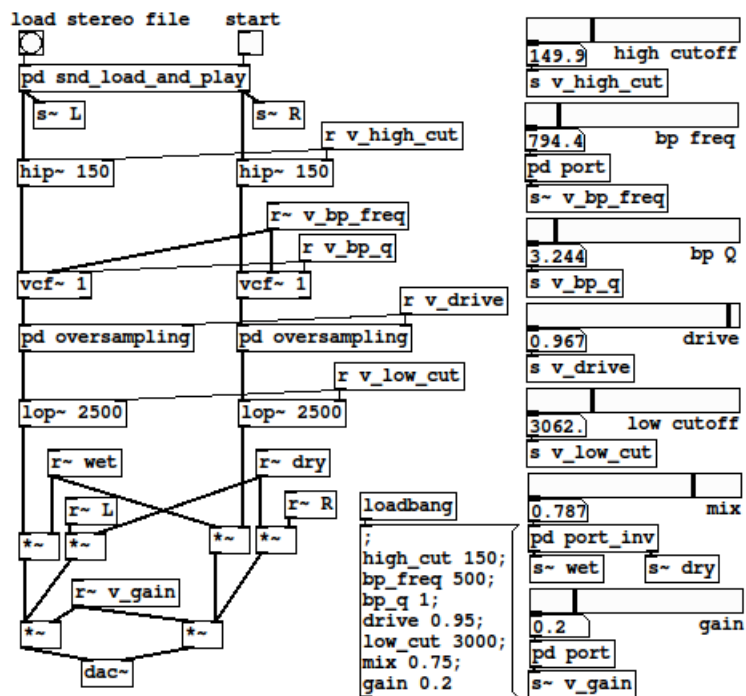 load stereo file
start
pd snd_load_and_play
s~ L
s~ R
r v_high_cut
hip~ 150
hip~ 150
r~ v_bp_freq
r v_bp_q
vcf~ 1
vcf~ 1
r v_drive
pd oversampling
pd oversampling
r v_low_cut
lop~ 2500
lop~ 2500
r~ wet
r~ dry
r~ L
r~ R
*~
*~
*~
*~
r~ v_gain
*~
*~
dac~
loadbang
;
high_cut 150;
bp_freq 500;
bp_q 1;
drive 0.95;
low_cut 3000;
mix 0.75;
gain 0.2
149.9
high cutoff
s v_high_cut
794.4
bp freq
pd port
s~ v_bp_freq
3.244
bp Q
s v_bp_q
0.967
drive
s v_drive
3062.
low cutoff
s v_low_cut
0.787
mix
pd port_inv
s~ wet
s~ dry
0.2
gain
pd port
s~ v_gain